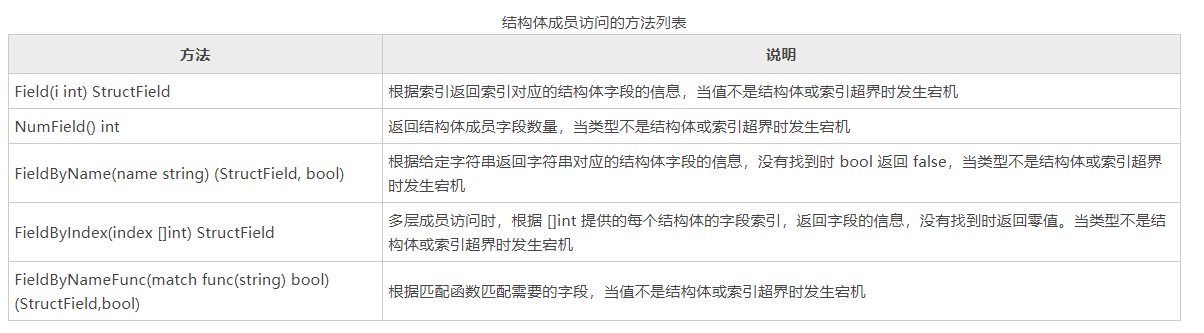 结构体成员访问的方法列表
方法 说明
Field(i int) StructField 根据索引返回索引对应的结构体字段的信息，当值不是结构体或索引超界时发生宕机
NumField() int 返回结构体成员字段数量，当类型不是结构体或索引超界时发生宕机
FieldByName(name string) (StructField, bool) 根据给定字符串返回字符串对应的结构体字段的信息，没有找到时 bool 返回 false，当类型不是结构体或索引超界
时发生宕机
FieldByIndex(index []int) StructField 多层成员访问时，根据 []int 提供的每个结构体的字段索引，返回字段的信息，没有找到时返回零值。当类型不是结
构体或索引超界时发生宕机
FieldByNameFunc(match func(string) bool)
(StructField,bool) 根据匹配函数匹配需要的字段，当值不是结构体或索引超界时发生宕机